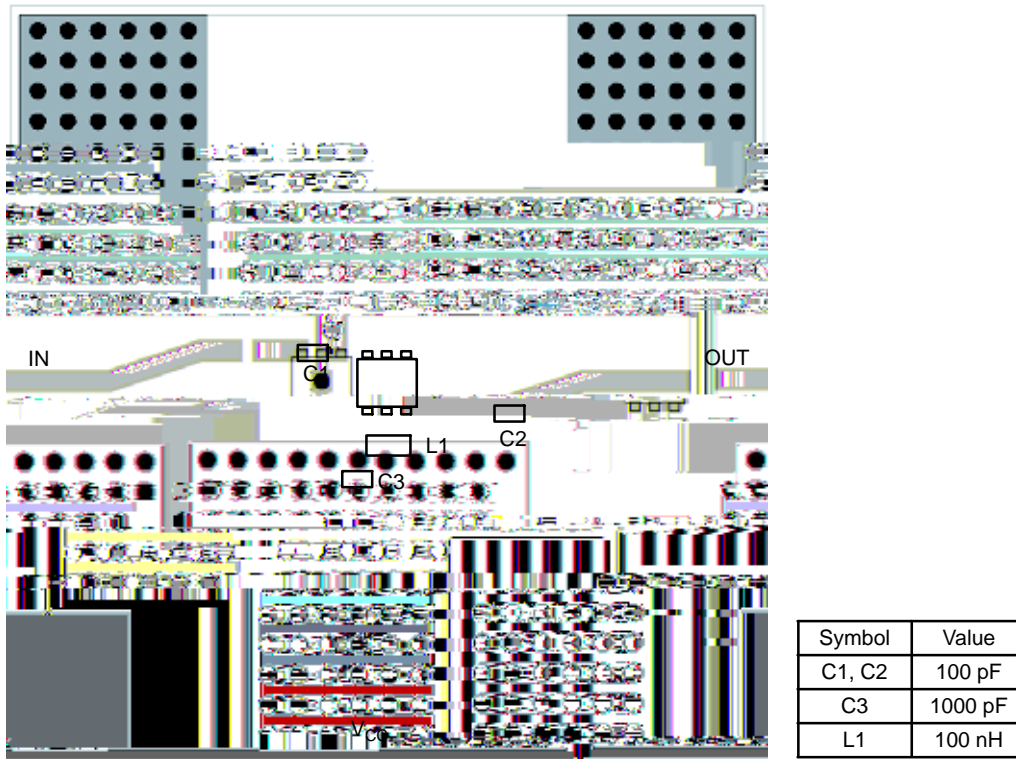 IN
OUT
C1
C2
L1
C3
VCC
Symbol Value
C1, C2 100 pF
C3 1000 pF
L1 100 nH